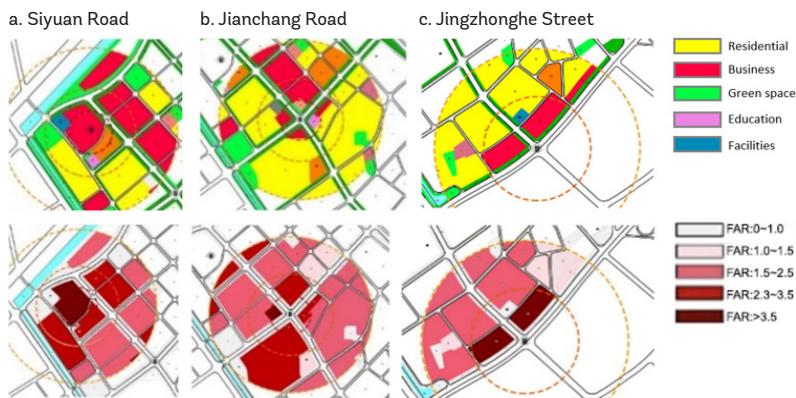 a. Siyuan Road
b. Jianchang Road
c. Jingzhonghe Street
Residential
Business
Green space
Education
Facilities
FAR:0~1.0
FAR:1.0~1.5
FAR:1.5~2.5
FAR:2.3~3.5
FAR:>3.5